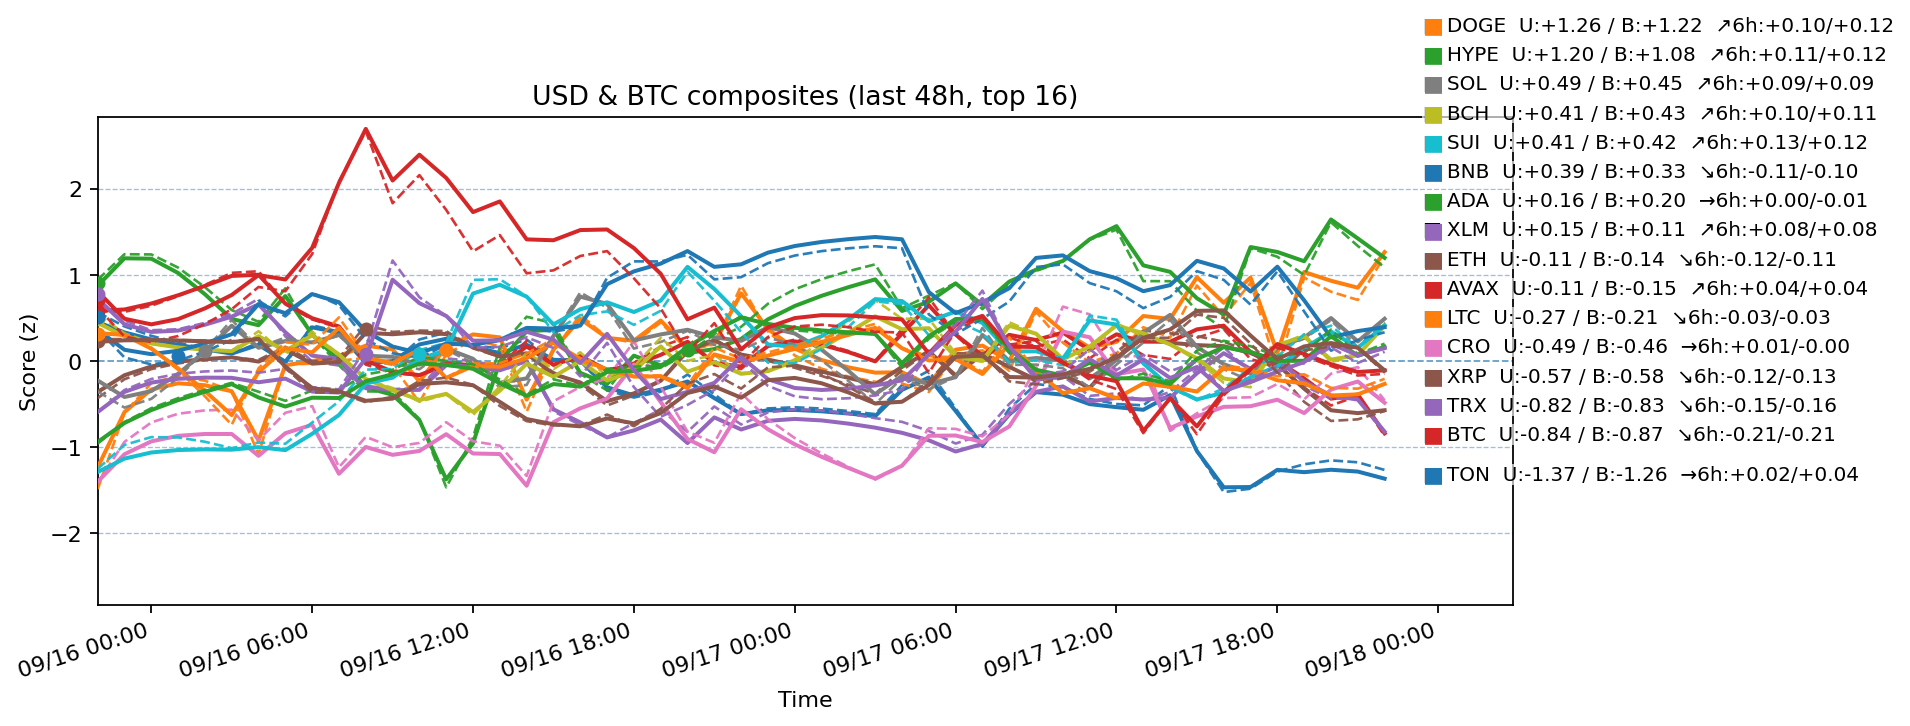 DOGE U:+1.26 / B:+1.22 ↗6h:+0.10/+0.12
HYPE U:+1.20 / B:+1.08 ↗6h:+0.11/+0.12
SOL U:+0.49 / B:+0.45 ↗6h:+0.09/+0.09
BCH U:+0.41 / B:+0.43 ↗6h:+0.10/+0.11
SUI U:+0.41 / B:+0.42 ↗6h:+0.13/+0.12
BNB U:+0.39 / B:+0.33 ↘6h:-0.11/-0.10
ADA U:+0.16 / B:+0.20 →6h:+0.00/-0.01
XLM U:+0.15 / B:+0.11 ↗6h:+0.08/+0.08
ETH U:-0.11 / B:-0.14 ↘6h:-0.12/-0.11
AVAX U:-0.11 / B:-0.15 ↗6h:+0.04/+0.04
LTC U:-0.27 / B:-0.21 ↘6h:-0.03/-0.03
CRO U:-0.49 / B:-0.46 →6h:+0.01/-0.00
XRP U:-0.57 / B:-0.58 ↘6h:-0.12/-0.13
TRX U:-0.82 / B:-0.83 ↘6h:-0.15/-0.16
BTC U:-0.84 / B:-0.87 ↘6h:-0.21/-0.21
TON U:-1.37 / B:-1.26 →6h:+0.02/+0.04
USD & BTC composites (last 48h, top 16)
Score (z)
2
1
0
−1
−2
09/16 00:00
09/16 06:00
09/16 12:00
09/16 18:00
09/17 00:00
09/17 06:00
09/17 12:00
09/17 18:00
09/18 00:00
Time